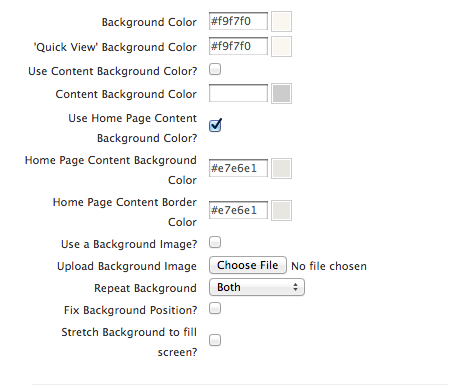 Background Color #f9f7f0
'Quick View' Background Color #f9f7f0
Use Content Background Color?
Content Background Color
Use Home Page Content
Background Color?
Home Page Content Background
Color #e7e6e1
Home Page Content Border
Color #e7e6e1
Use a Background Image?
Upload Background Image Choose File No file chosen
Repeat Background Both
Fix Background Position?
Stretch Background to fill
screen?